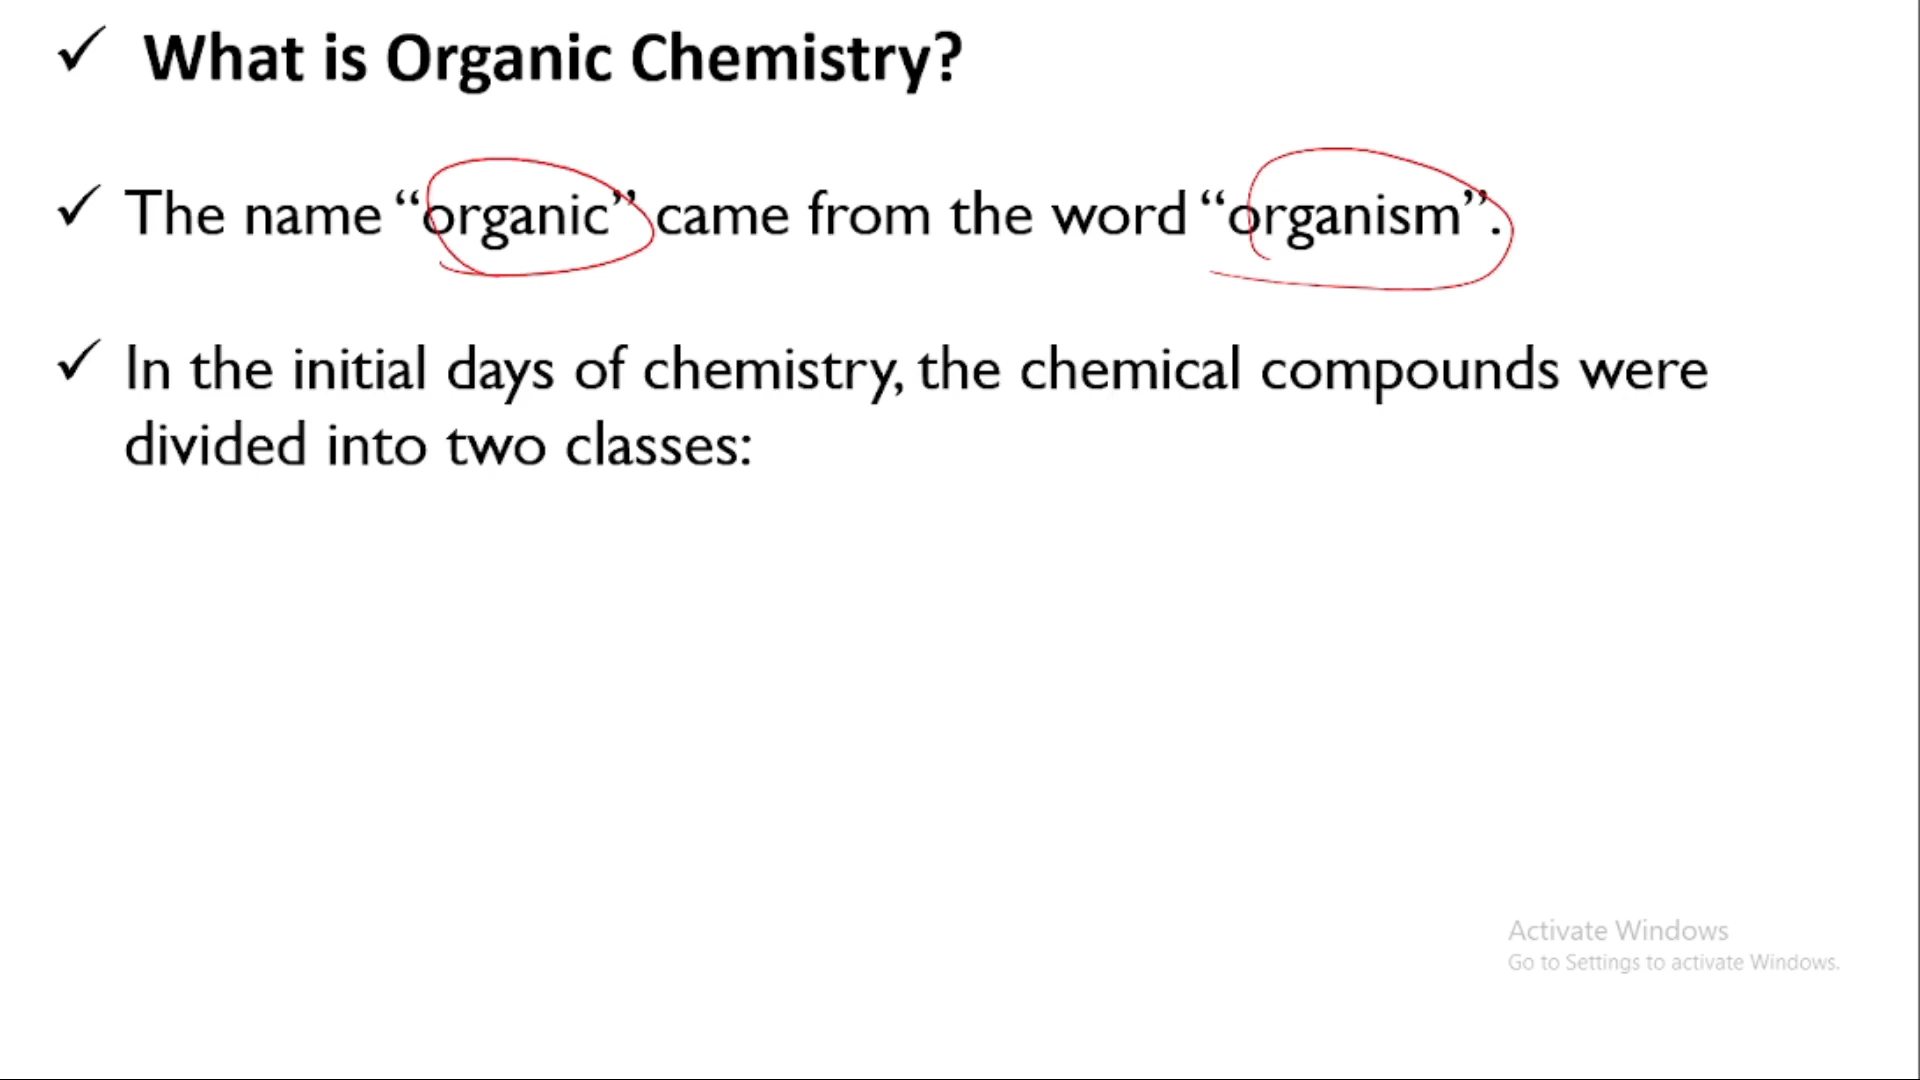 ✓ What is Organic Chemistry?
✓ The name “organic” came from the word “organism”.
✓ In the initial days of chemistry, the chemical compounds were
divided into two classes:
Activate Windows
Go to Settings to activate Windows.